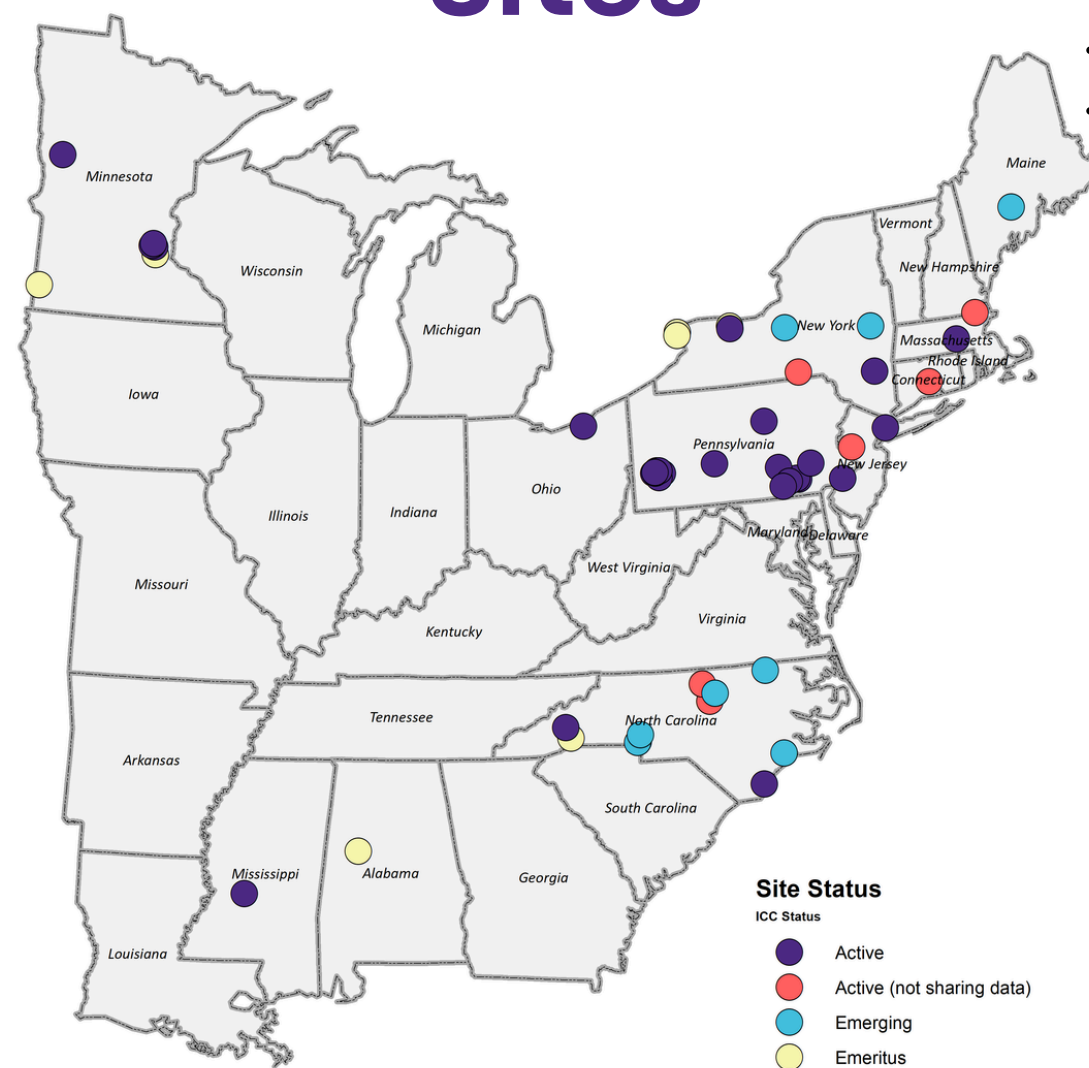 Sites
Minnesota
Maine
Vermont
Wisconsin
New Hampshire
Michigan
New York
Massachusetts
Rhode Island
Connecticut
Iowa
Pennsylvania
New Jersey
Ohio
Illinois
Indiana
Maryland
Delaware
West Virginia
Missouri
Virginia
Kentucky
Tennessee
North Carolina
Arkansas
South Carolina
Mississippi
Alabama
Georgia
Louisiana
Site Status
ICC Status
Active
Active (not sharing data)
Emerging
Emeritus